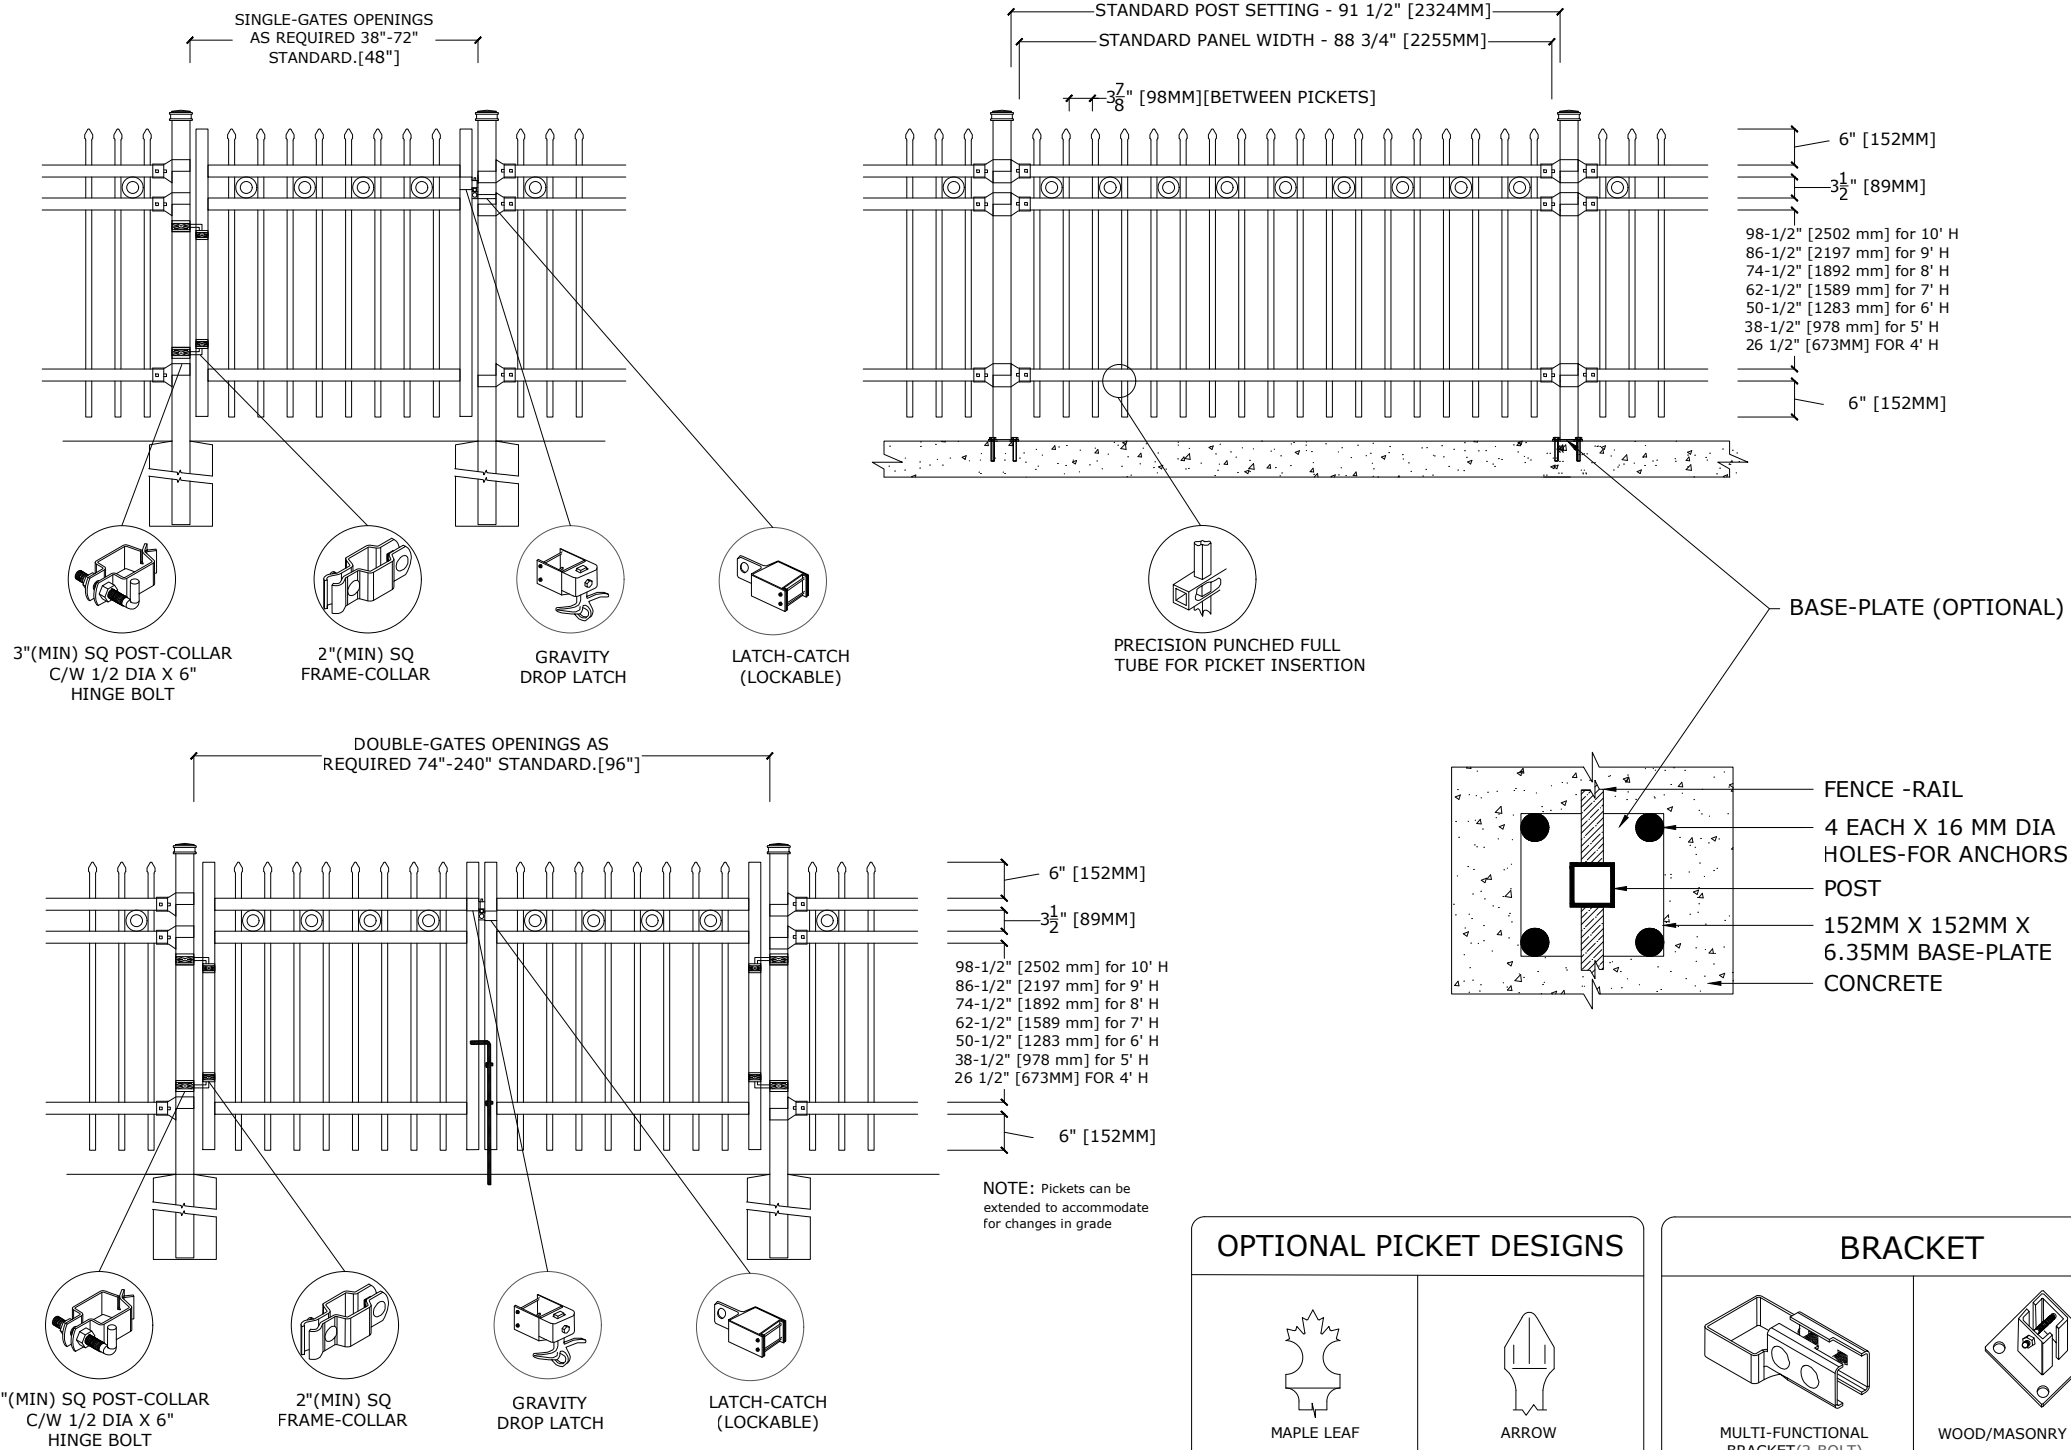 SINGLE-GATES OPENINGS
AS REQUIRED 38"-72"
STANDARD.[48"]
STANDARD POST SETTING - 91 1/2" [2324MM]
STANDARD PANEL WIDTH - 88 3/4" [2255MM]
3 7/8" [98MM][BETWEEN PICKETS]
6" [152MM]
3 1/2" [89MM]
98-1/2" [2502 mm] for 10' H
86-1/2" [2197 mm] for 9' H
74-1/2" [1892 mm] for 8' H
62-1/2" [1589 mm] for 7' H
50-1/2" [1283 mm] for 6' H
38-1/2" [978 mm] for 5' H
26 1/2" [673MM] FOR 4' H
6" [152MM]
3"(MIN) SQ POST-COLLAR
C/W 1/2 DIA X 6"
HINGE BOLT
2"(MIN) SQ
FRAME-COLLAR
GRAVITY
DROP LATCH
LATCH-CATCH
(LOCKABLE)
PRECISION PUNCHED FULL
TUBE FOR PICKET INSERTION
BASE-PLATE (OPTIONAL)
DOUBLE-GATES OPENINGS AS
REQUIRED 74"-240" STANDARD.[96"]
6" [152MM]
3 1/2" [89MM]
98-1/2" [2502 mm] for 10' H
86-1/2" [2197 mm] for 9' H
74-1/2" [1892 mm] for 8' H
62-1/2" [1589 mm] for 7' H
50-1/2" [1283 mm] for 6' H
38-1/2" [978 mm] for 5' H
26 1/2" [673MM] FOR 4' H
6" [152MM]
NOTE: Pickets can be
extended to accommodate
for changes in grade
FENCE -RAIL
4 EACH X 16 MM DIA
HOLES-FOR ANCHORS
POST
152MM X 152MM X
6.35MM BASE-PLATE
CONCRETE
"(MIN) SQ POST-COLLAR
C/W 1/2 DIA X 6"
HINGE BOLT
2"(MIN) SQ
FRAME-COLLAR
GRAVITY
DROP LATCH
LATCH-CATCH
(LOCKABLE)
OPTIONAL PICKET DESIGNS
MAPLE LEAF
ARROW
BRACKET
MULTI-FUNCTIONAL
BRACKET(2-BOLT)
WOOD/MASONRY